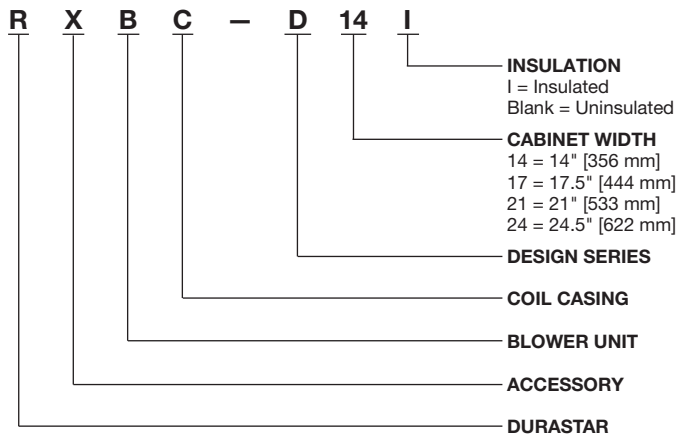 R X B C — D 14 I
INSULATION
I = Insulated
Blank = Uninsulated
CABINET WIDTH
14 = 14" [356 mm]
17 = 17.5" [444 mm]
21 = 21" [533 mm]
24 = 24.5" [622 mm]
DESIGN SERIES
COIL CASING
BLOWER UNIT
ACCESSORY
DURASTAR